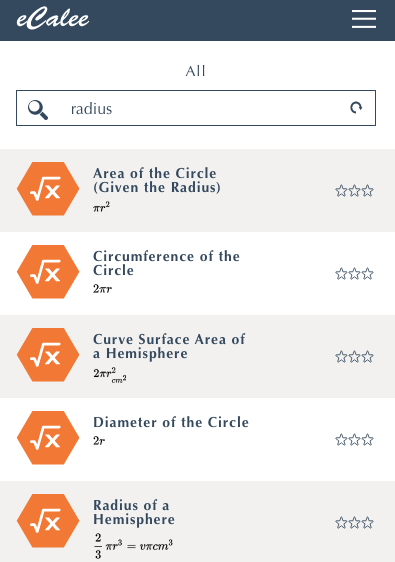 eCalee
All
radius
Area of the Circle
(Given the Radius)
πr²
Circumference of the
Circle
2πr
Curve Surface Area of
a Hemisphere
2πr²cm²
Diameter of the Circle
2r
Radius of a
Hemisphere
2/3 πr³ = νπcm³
√x
√x
√x
√x
√x